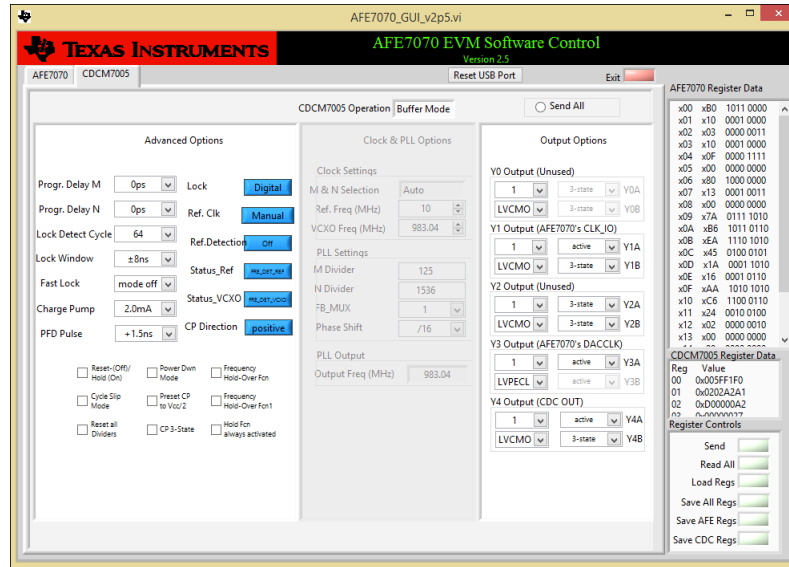 AFE7070_GUI_v2p5.vi
TEXAS INSTRUMENTS
AFE7070 EVM Software Control
Version 2.5
AFE7070
CDCM7005
Reset USB Port
Exit
CDCM7005 Operation
Buffer Mode
Send All
Advanced Options
Progr. Delay M
0ps
Lock
Digital
Progr. Delay N
0ps
Ref. Clk
Manual
Lock Detect Cycle
64
Ref.Detection
Off
Lock Window
±8ns
Status_Ref
PRE_DET_REF
Fast Lock
mode off
Status_VCXO
PRE_DET_VCXO
Charge Pump
2.0mA
CP Direction
positive
PFD Pulse
+1.5ns
Reset-(Off)/
Hold (On)
Power Dwn
Mode
Frequency
Hold-Over Fcn
Cycle Slip
Mode
Preset CP
to Vcc/2
Frequency
Hold-Over Fcn1
Reset all
Dividers
CP 3-State
Hold Fcn
always activated
Clock & PLL Options
Clock Settings
M & N Selection
Auto
Ref. Freq (MHz)
10
VCXO Freq (MHz)
983.04
PLL Settings
M Divider
125
N Divider
1536
FB_MUX
1
Phase Shift
/16
PLL Output
Output Freq (MHz)
983.04
Output Options
Y0 Output (Unused)
1
3-state
Y0A
LVCMO
3-state
Y0B
Y1 Output (AFE7070's CLK_IO)
1
active
Y1A
LVCMO
3-state
Y1B
Y2 Output (Unused)
1
3-state
Y2A
LVCMO
3-state
Y2B
Y3 Output (AFE7070's DACCLK)
1
active
Y3A
LVPECL
active
Y3B
Y4 Output (CDC OUT)
1
active
Y4A
LVCMO
3-state
Y4B
AFE7070 Register Data
x00 xB0 1011 0000
x01 x10 0001 0000
x02 x03 0000 0011
x03 x10 0001 0000
x04 x0F 0000 1111
x05 x00 0000 0000
x06 x80 1000 0000
x07 x13 0001 0011
x08 x00 0000 0000
x09 x7A 0111 1010
x0A xB6 1011 0110
x0B xEA 1110 1010
x0C x45 0100 0101
x0D x1A 0001 1010
x0E x16 0001 0110
x0F xAA 1010 1010
x10 xC6 1100 0110
x11 x24 0010 0100
x12 x02 0000 0010
x13 x00 0000 0000
CDCM7005 Register Data
Reg Value
00 0x005FF1F0
01 0x0202A2A1
02 0xD00000A2
Register Controls
Send
Read All
Load Regs
Save All Regs
Save AFE Regs
Save CDC Regs